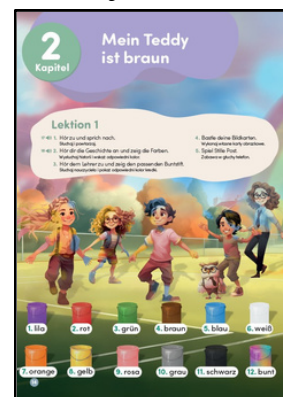 2
Kapitel
Mein Teddy
ist braun
Lektion 1
1. Hör zu und sprich nach.
Słuchaj i powtarzaj.
2. Hör dir die Geschichte an und zeig die Farben.
Wysłuchaj historii i wskaż odpowiedni kolor.
3. Hör dem Lehrer zu und zeig den passenden Buntstift.
Słuchaj nauczyciela i pokaż odpowiedni kolor kredki.
4. Bastle deine Bildkarten.
Wykonaj własne karty obrazkowe.
5. Spiel Stille Post.
Zabawa w głuchy telefon.
1. lila
2. rot
3. grün
4. braun
5. blau
6. weiß
7. orange
8. gelb
9. rosa
10. grau
11. schwarz
12. bunt